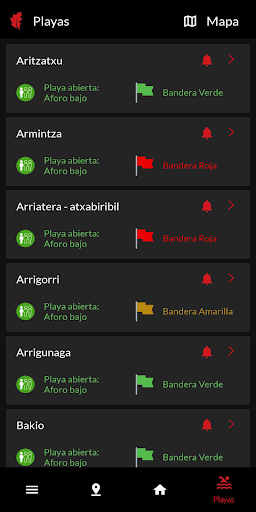 Playas
Mapa
Aritzatxu
Playa abierta:
Aforo bajo
Bandera Verde
Armintza
Playa abierta:
Aforo bajo
Bandera Roja
Arriatera - atxabiribil
Playa abierta:
Aforo bajo
Bandera Roja
Arrigorri
Playa abierta:
Aforo bajo
Bandera Amarilla
Arrigunaga
Playa abierta:
Aforo bajo
Bandera Verde
Bakio
Playa abierta:
Aforo bajo
Bandera Verde
Playas